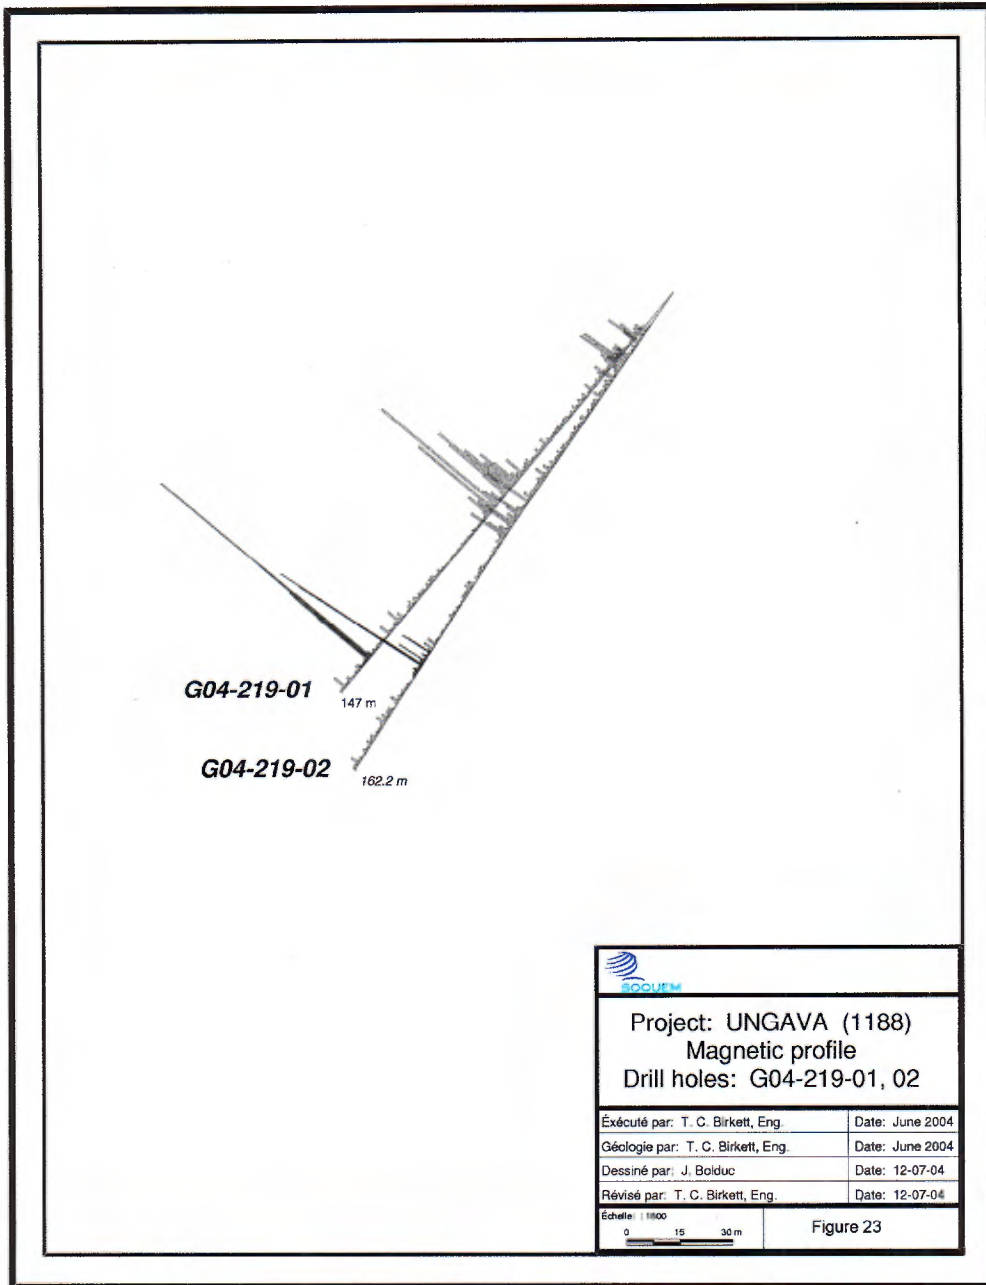 G04-219-01
147 m
G04-219-02
162.2 m
SOQUEM
Project: UNGAVA (1188)
Magnetic profile
Drill holes: G04-219-01, 02
Éxécuté par: T. C. Birkett, Eng. Date: June 2004
Géologie par: T. C. Birkett, Eng. Date: June 2004
Dessiné par: J. Bolduc Date: 12-07-04
Révisé par: T. C. Birkett, Eng. Date: 12-07-04
Échelle:
0 15 30 m
Figure 23